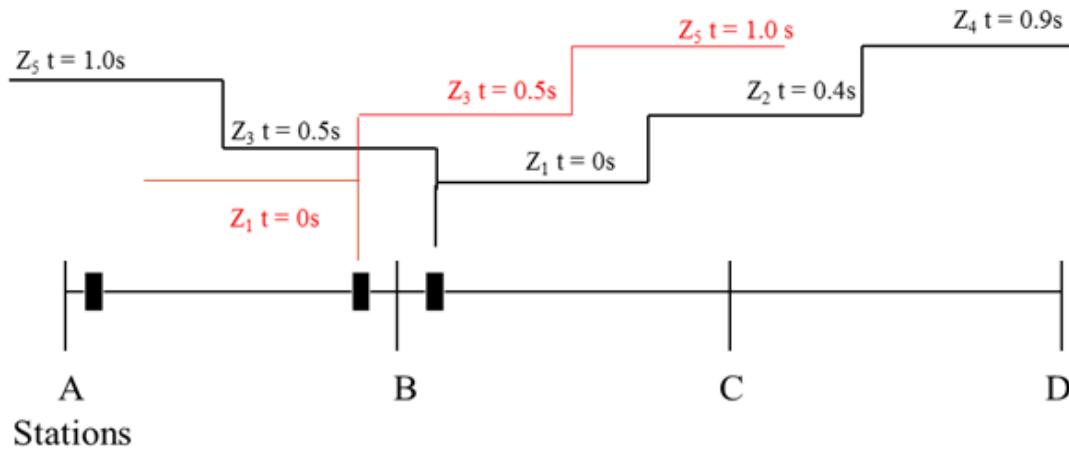 Z₄ t = 0.9s
Z₅ t = 1.0 s
Z₅ t = 1.0s
Z₃ t = 0.5s
Z₂ t = 0.4s
Z₃ t = 0.5s
Z₁ t = 0s
Z₁ t = 0s
A B C D
Stations